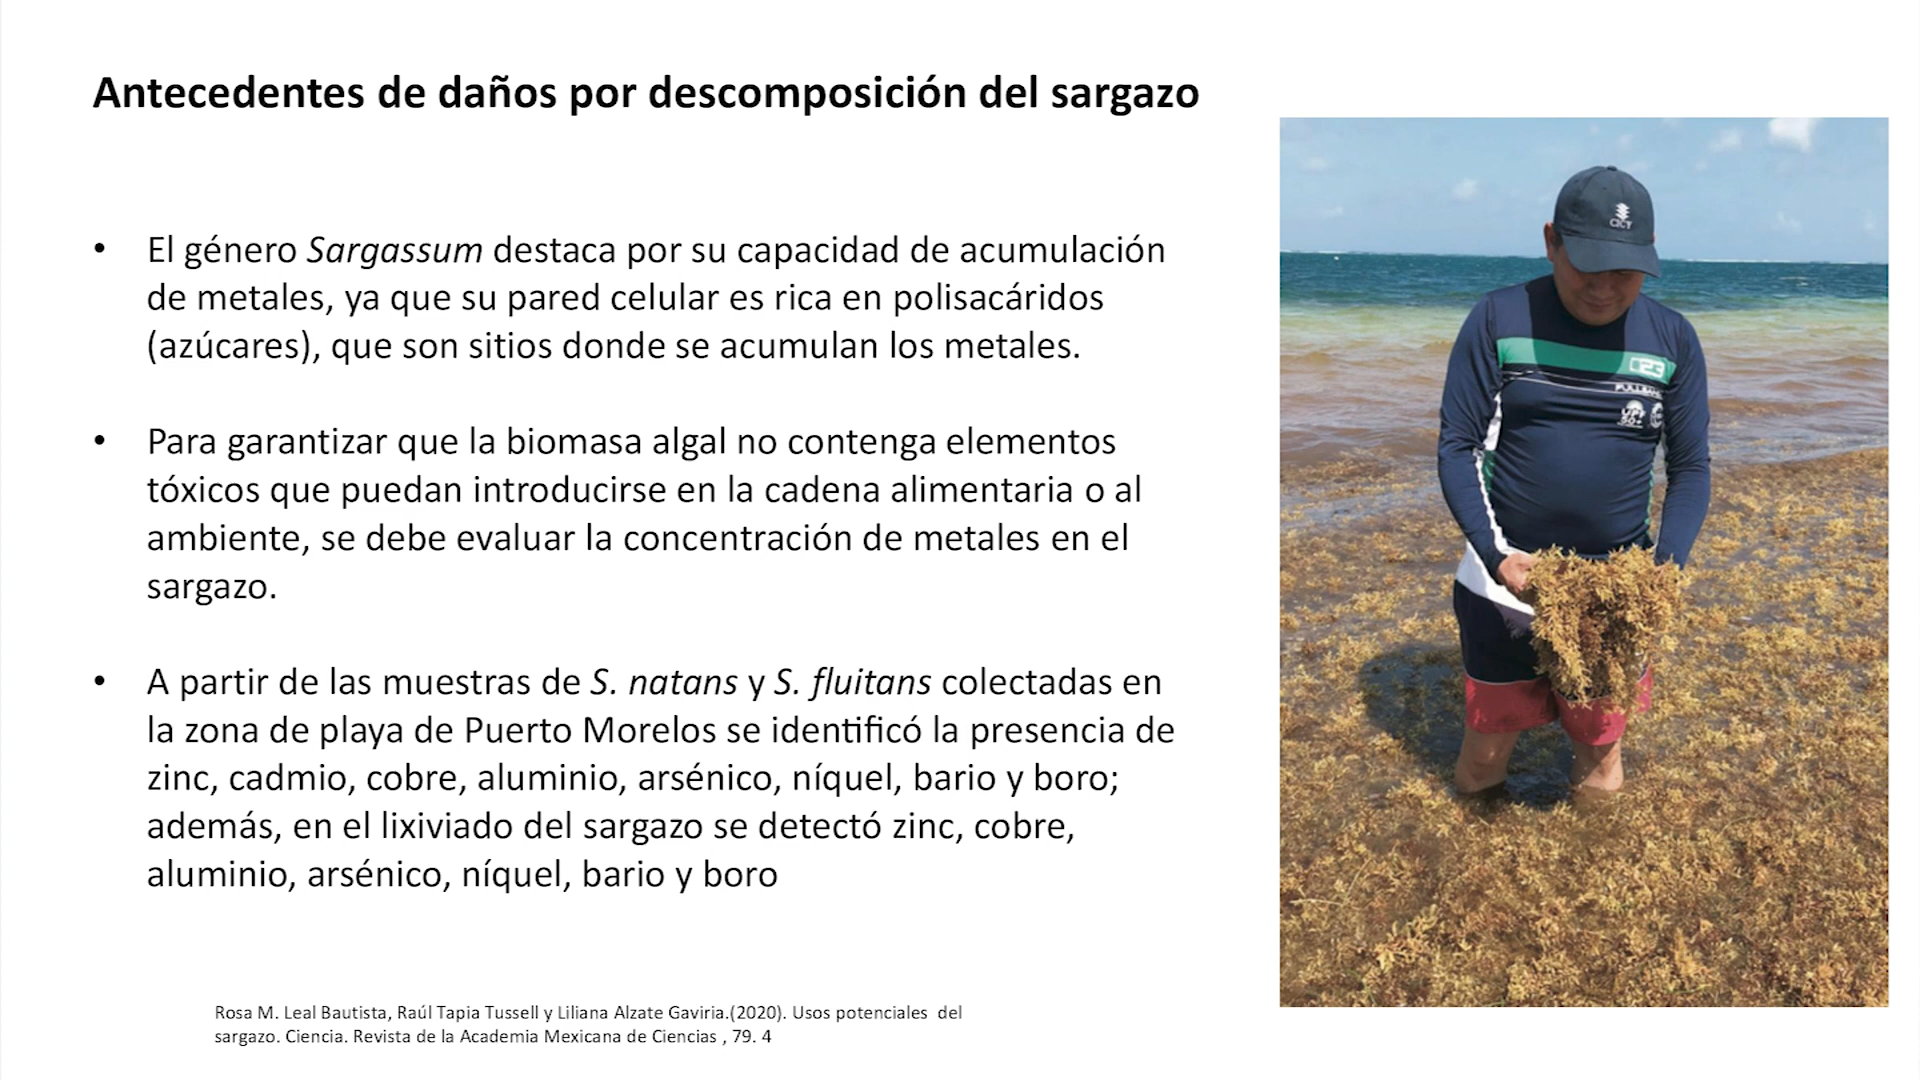 Antecedentes de daños por descomposición del sargazo
• El género Sargassum destaca por su capacidad de acumulación
de metales, ya que su pared celular es rica en polisacáridos
(azúcares), que son sitios donde se acumulan los metales.
• Para garantizar que la biomasa algal no contenga elementos
tóxicos que puedan introducirse en la cadena alimentaria o al
ambiente, se debe evaluar la concentración de metales en el
sargazo.
• A partir de las muestras de S. natans y S. fluitans colectadas en
la zona de playa de Puerto Morelos se identificó la presencia de
zinc, cadmio, cobre, aluminio, arsénico, níquel, bario y boro;
además, en el lixiviado del sargazo se detectó zinc, cobre,
aluminio, arsénico, níquel, bario y boro
Rosa M. Leal Bautista, Raúl Tapia Tussell y Liliana Alzate Gaviria.(2020). Usos potenciales del
sargazo. Ciencia. Revista de la Academia Mexicana de Ciencias , 79. 4
CICY
023
UPF
50+